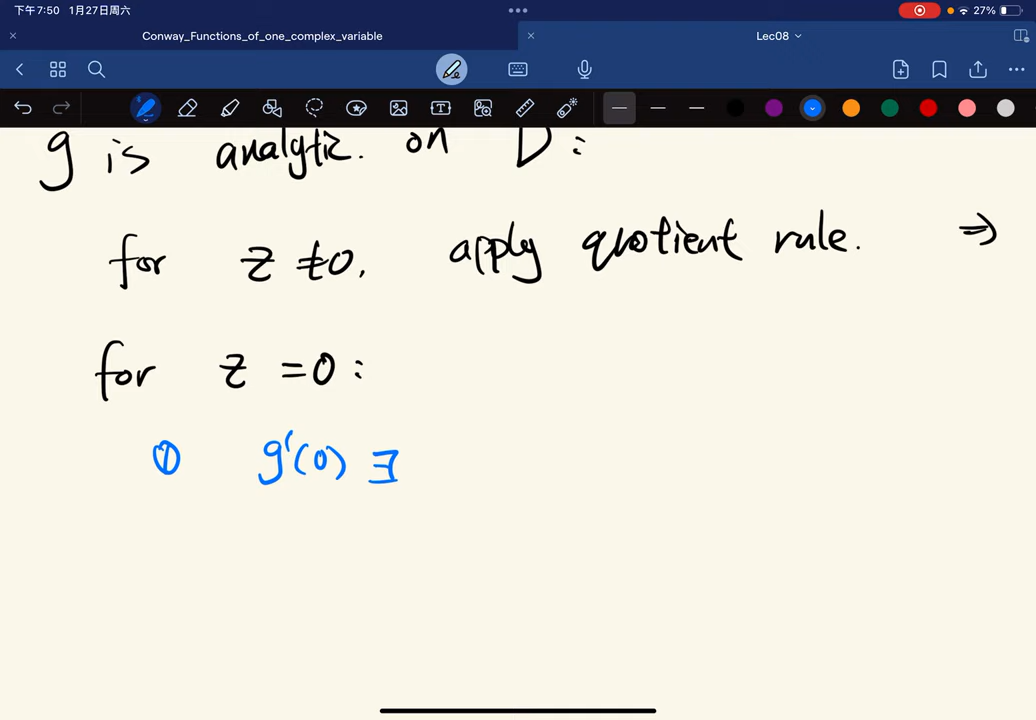 下午7:50 1月27日周六
27%
Conway_Functions_of_one_complex_variable
Lec08
g is analytic. on D:
for z ≠0, apply quotient rule. ⇒
for z =0:
① g'(0) ∃